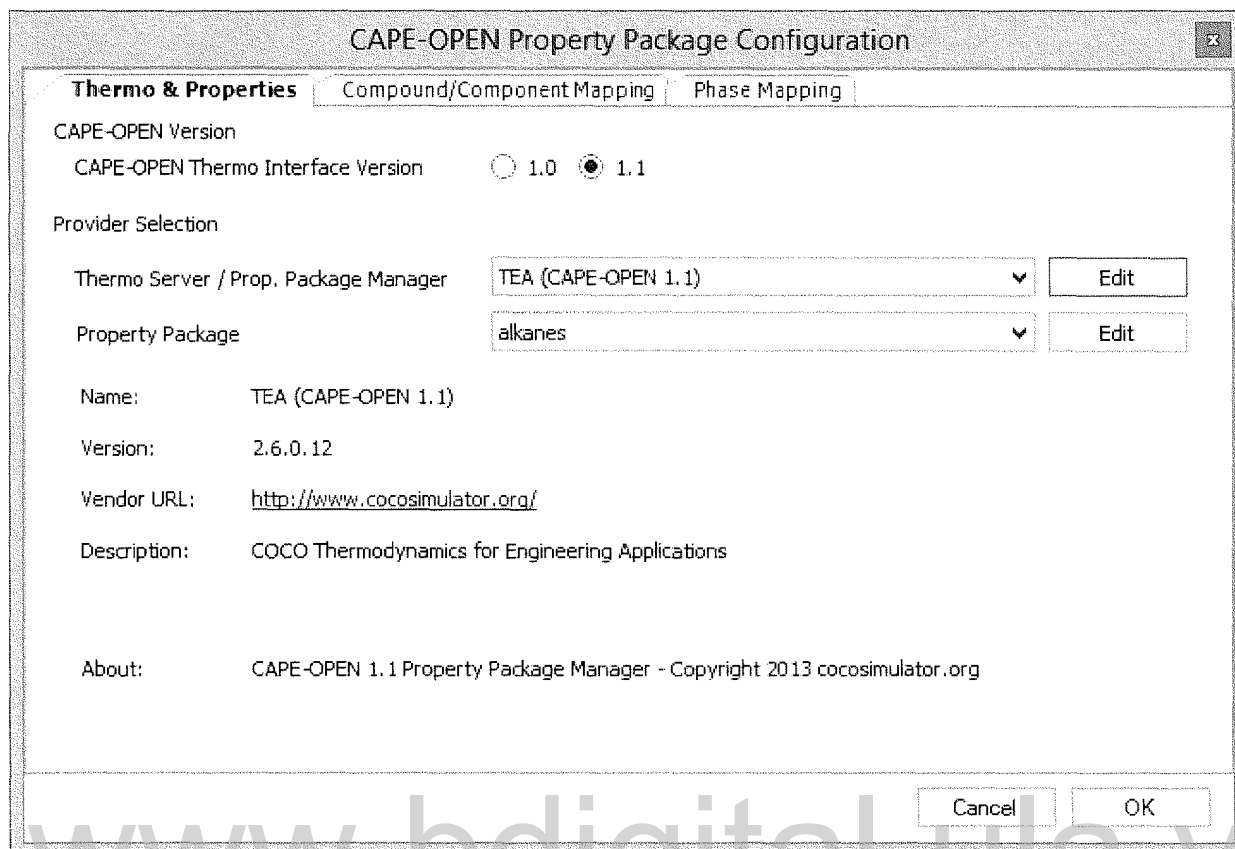 CAPE-OPEN Property Package Configuration
Thermo & Properties Compound/Component Mapping Phase Mapping
CAPE-OPEN Version
CAPE-OPEN Thermo Interface Version 1.0 1.1
Provider Selection
Thermo Server / Prop. Package Manager TEA (CAPE-OPEN 1.1) Edit
Property Package alkanes Edit
Name: TEA (CAPE-OPEN 1.1)
Version: 2.6.0.12
Vendor URL: http://www.cocosimulator.org/
Description: COCO Thermodynamics for Engineering Applications
About: CAPE-OPEN 1.1 Property Package Manager - Copyright 2013 cocosimulator.org
Cancel OK
www.bdigital.ula.v